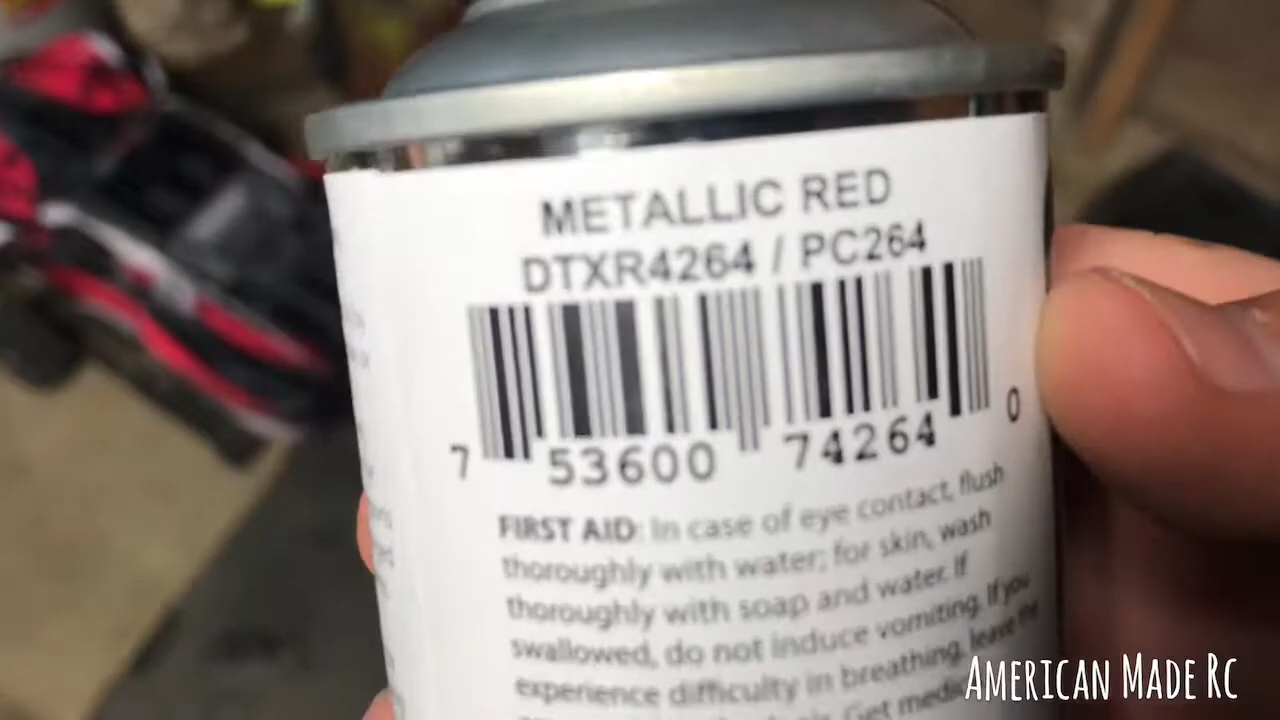 METALLIC RED
DTXR4264 / PC264
7 53600 74264 0
FIRST AID: In case of eye contact, flush
thoroughly with water; for skin, wash
thoroughly with soap and water. If
swallowed, do not induce vomiting. If you
experience difficulty in breathing, leave the
Get
AMERICAN MADE RC